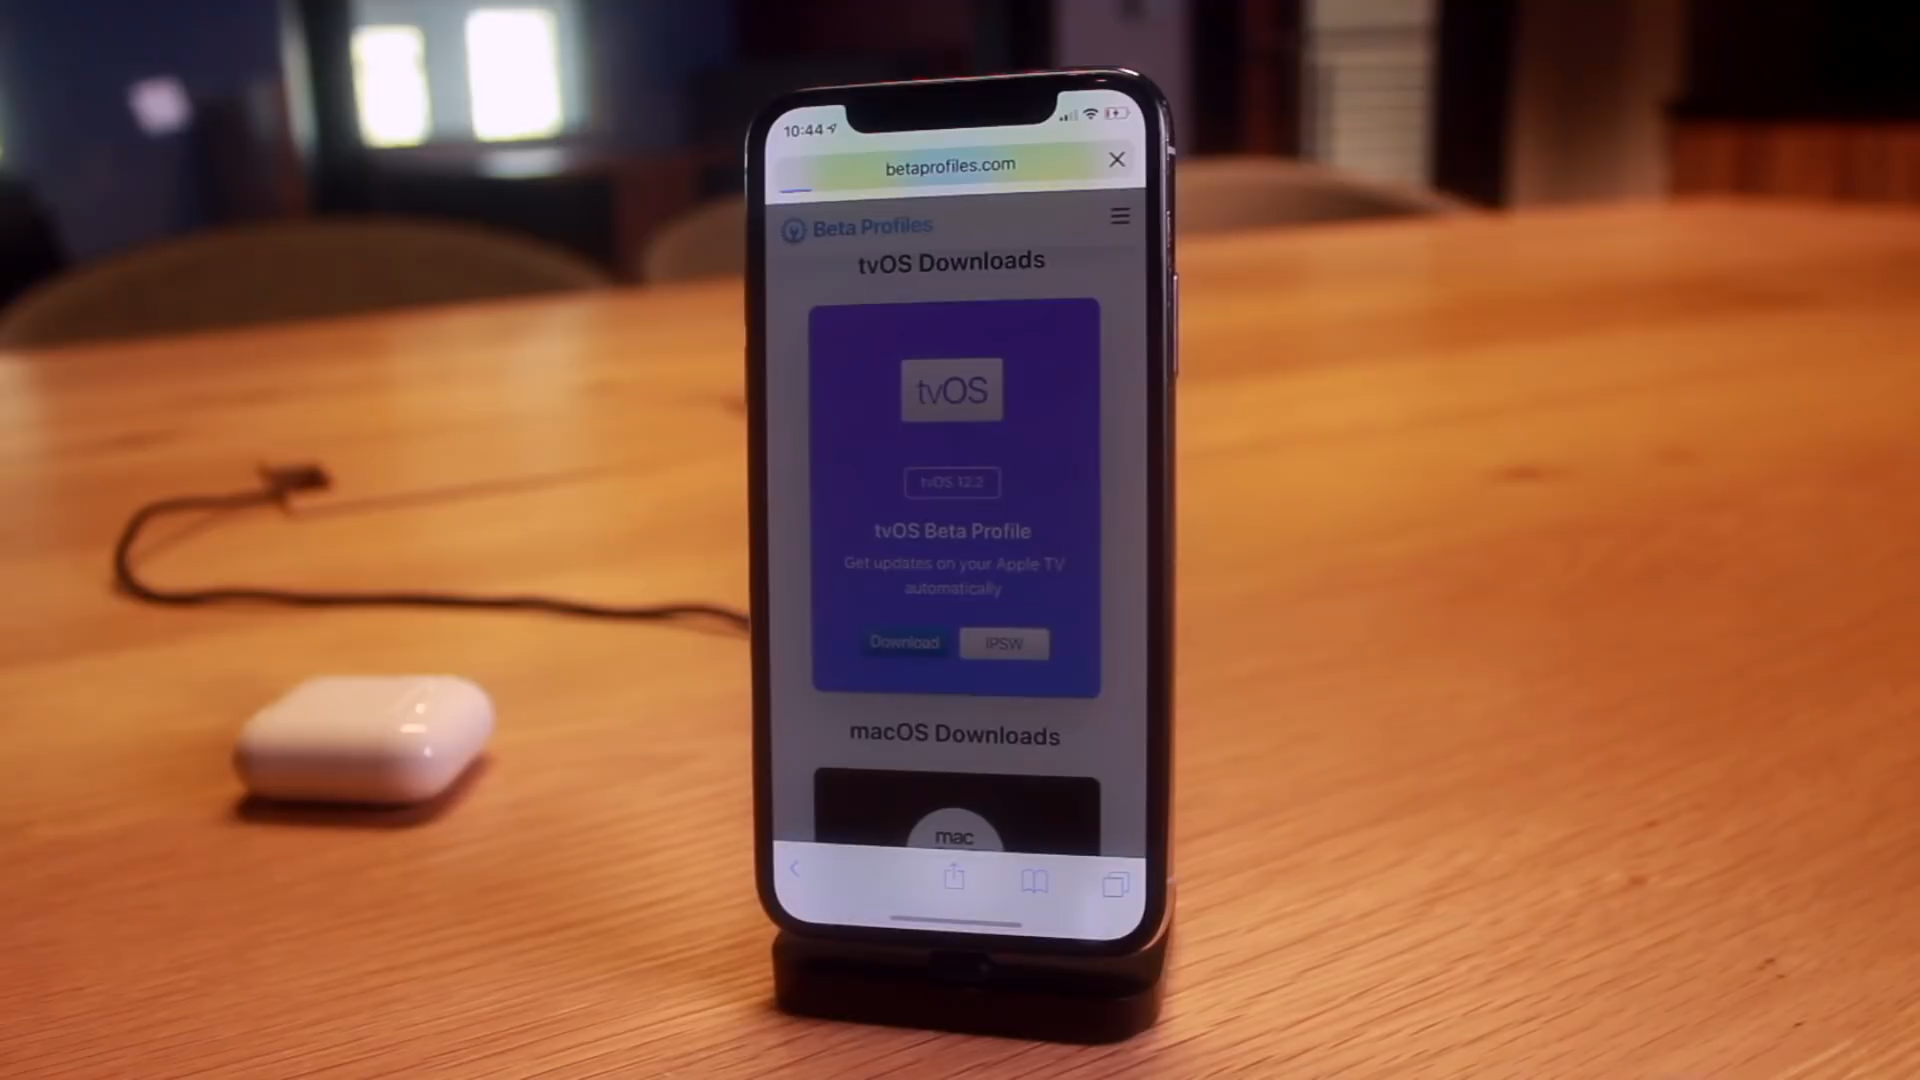 10:44
betaprofiles.com
Beta Profiles
tvOS Downloads
tvOS
tvOS 12.2
tvOS Beta Profile
Get updates on your Apple TV
automatically
Download
IPSW
macOS Downloads
mac